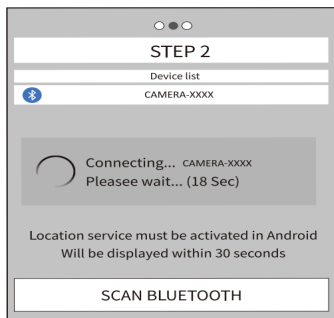 STEP 2
Device list
CAMERA-XXXX
Connecting... CAMERA-XXXX
Pleasee wait... (18 Sec)
Location service must be activated in Android
Will be displayed within 30 seconds
SCAN BLUETOOTH